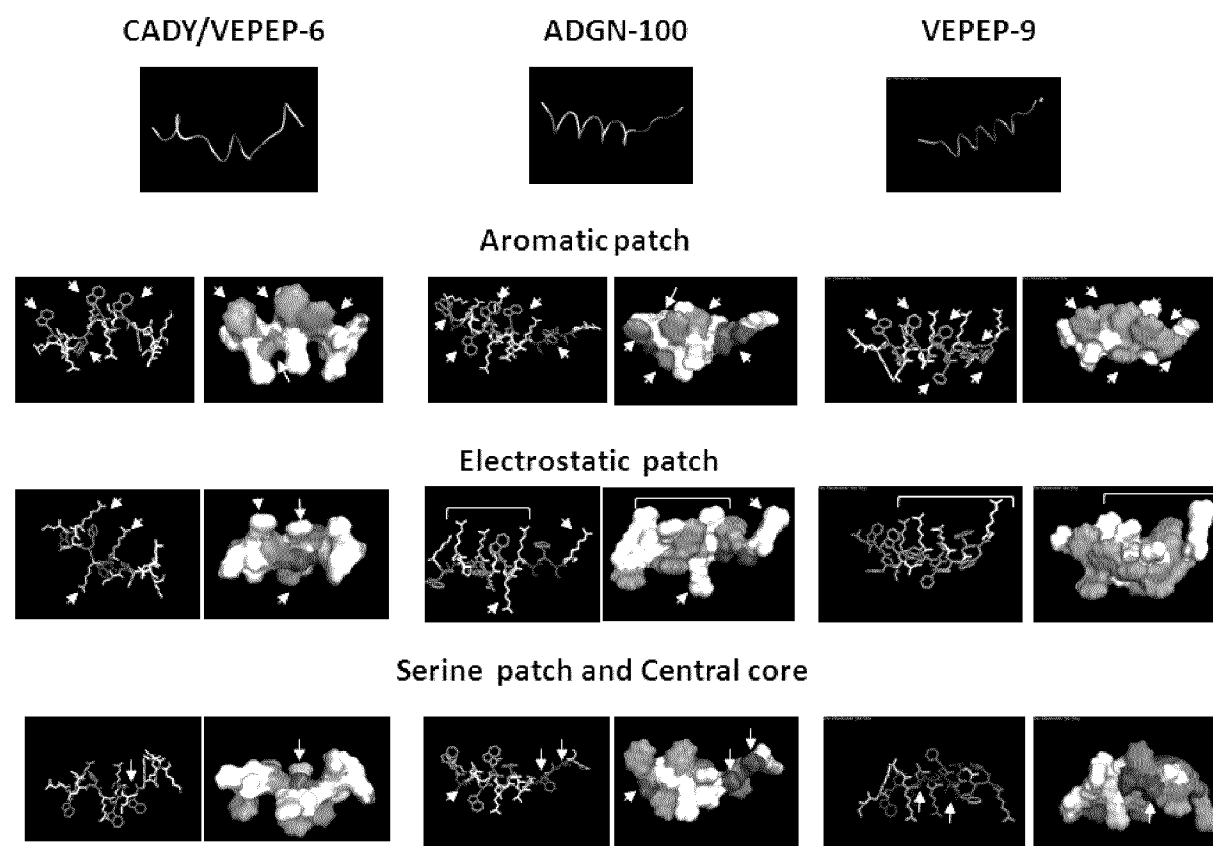 CADY/VEPEP-6 ADGN-100 VEPEP-9
Aromatic patch
Electrostatic patch
Serine patch and Central core